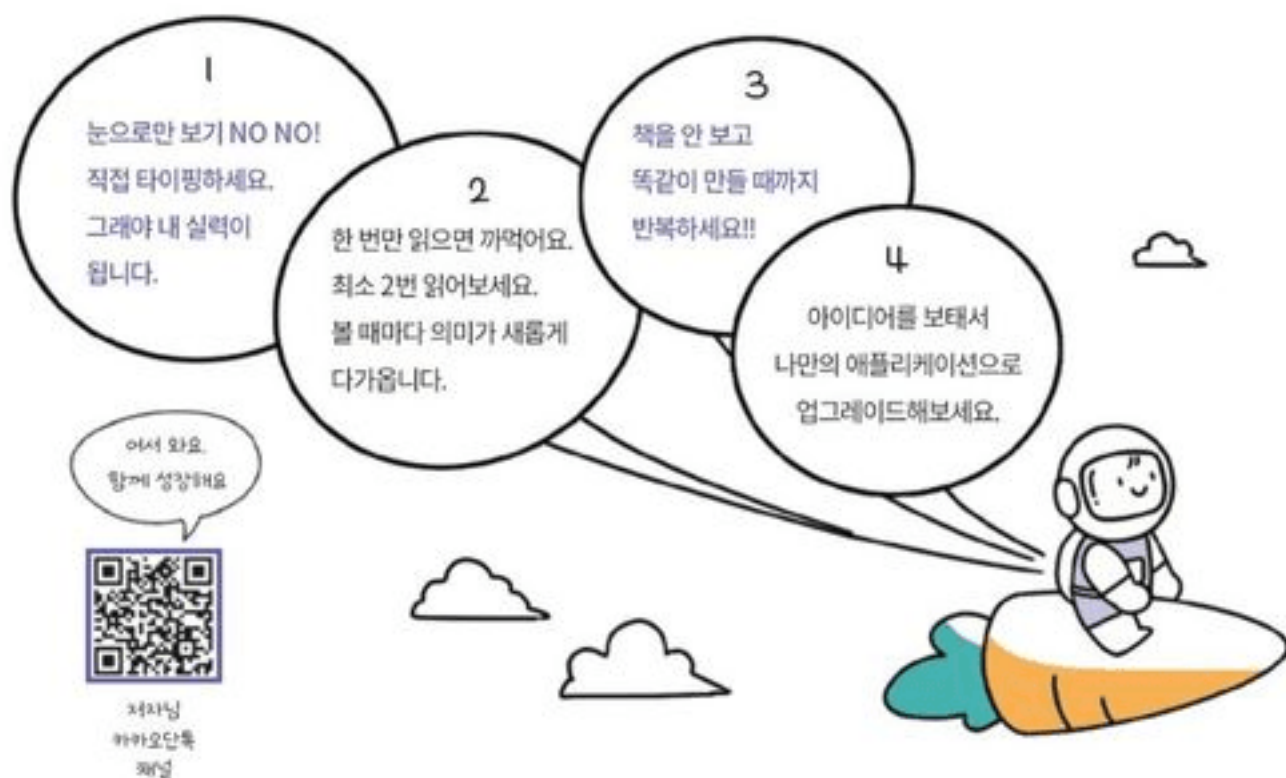 1
눈으로만 보기 NO NO!
직접 타이핑하세요.
그래야 내 실력이
됩니다.
2
한 번만 읽으면 까먹어요.
최소 2번 읽어보세요.
볼 때마다 의미가 새롭게
다가옵니다.
3
책을 안 보고
똑같이 만들 때까지
반복하세요!!
4
아이디어를 보태서
나만의 애플리케이션으로
업그레이드해보세요.
어서 와요.
함께 성장해요
저자님
카카오단톡
채널